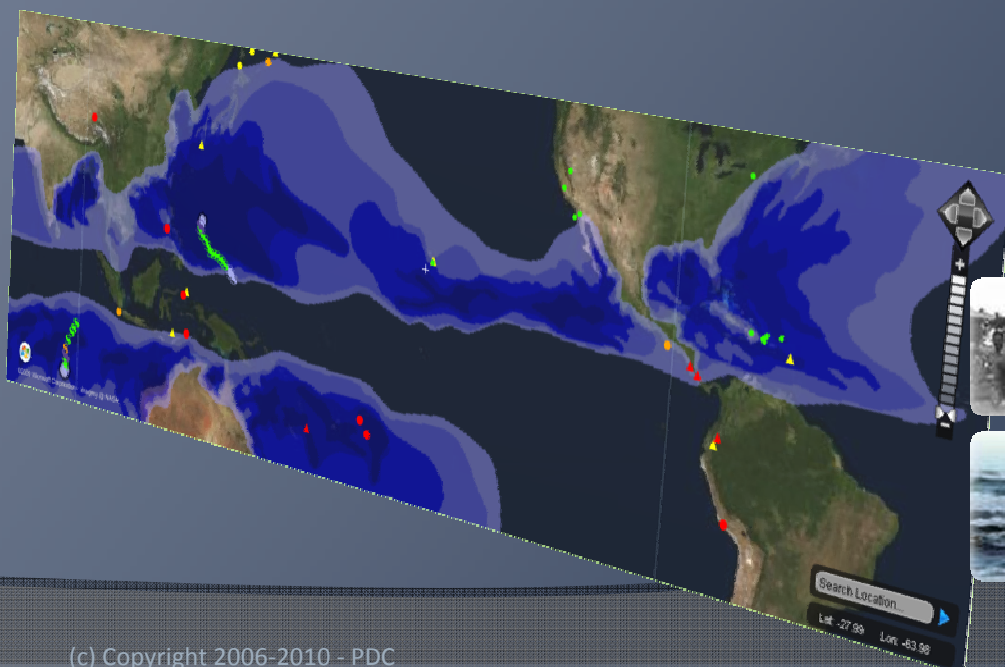 Search Location...
Lat: -27.99 Lon: -63.98
(c) Copyright 2006-2010 - PDC